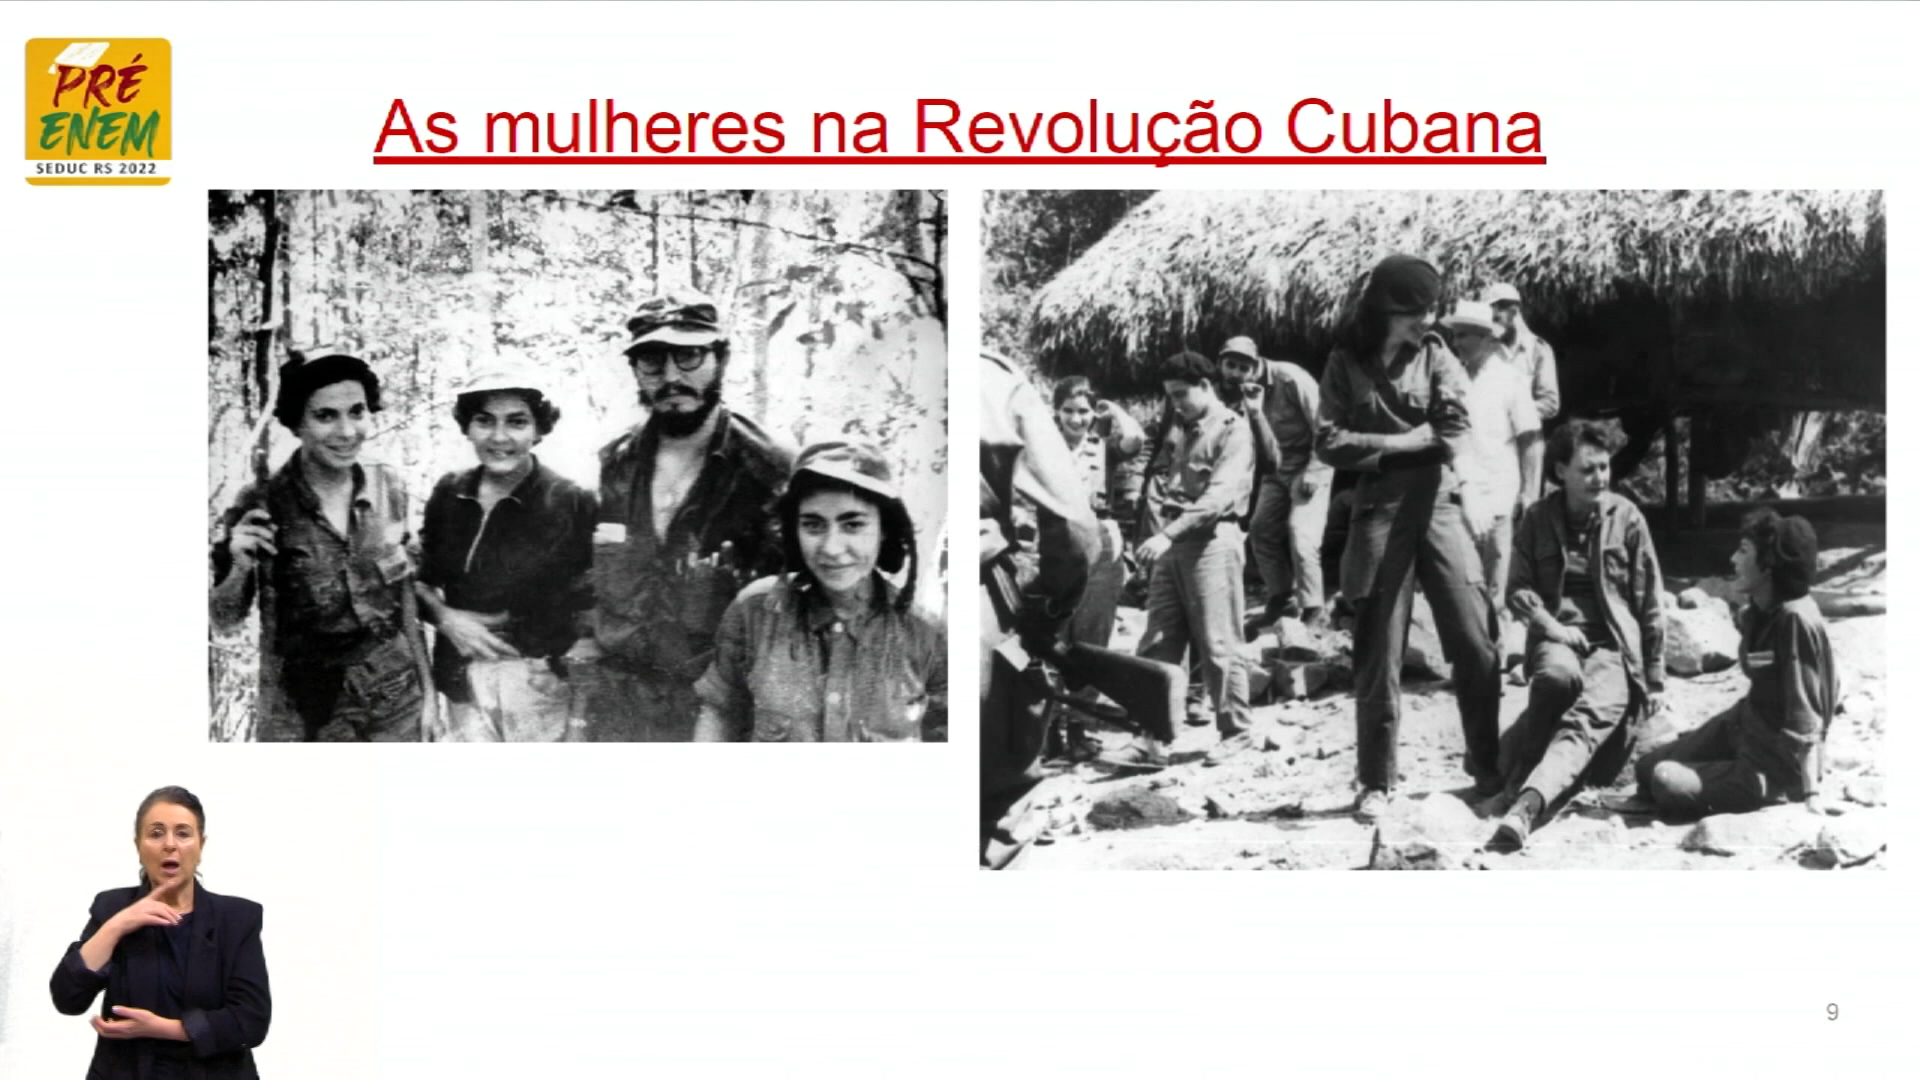 PRÉ
ENEM
SEDUC RS 2022
As mulheres na Revolução Cubana
9